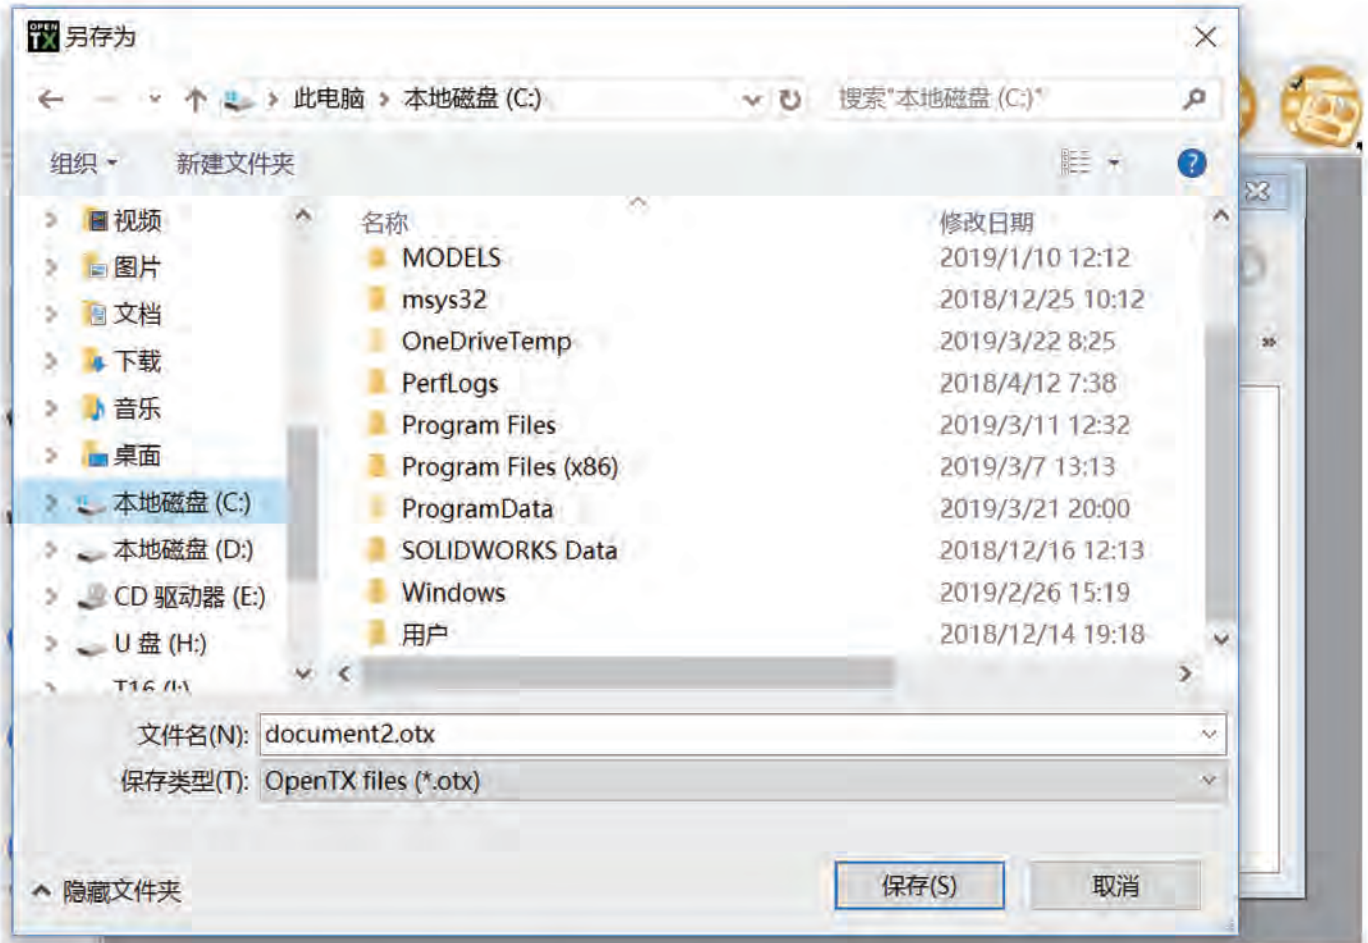 OPEN TX 另存为
此电脑 > 本地磁盘 (C:)
搜索"本地磁盘 (C:)"
组织
新建文件夹
名称
修改日期
视频
图片
文档
下载
音乐
桌面
本地磁盘 (C:)
本地磁盘 (D:)
CD 驱动器 (E:)
U 盘 (H:)
T16 (I:)
MODELS 2019/1/10 12:12
msys32 2018/12/25 10:12
OneDriveTemp 2019/3/22 8:25
PerfLogs 2018/4/12 7:38
Program Files 2019/3/11 12:32
Program Files (x86) 2019/3/7 13:13
ProgramData 2019/3/21 20:00
SOLIDWORKS Data 2018/12/16 12:13
Windows 2019/2/26 15:19
用户 2018/12/14 19:18
文件名(N): document2.otx
保存类型(T): OpenTX files (*.otx)
隐藏文件夹
保存(S)
取消